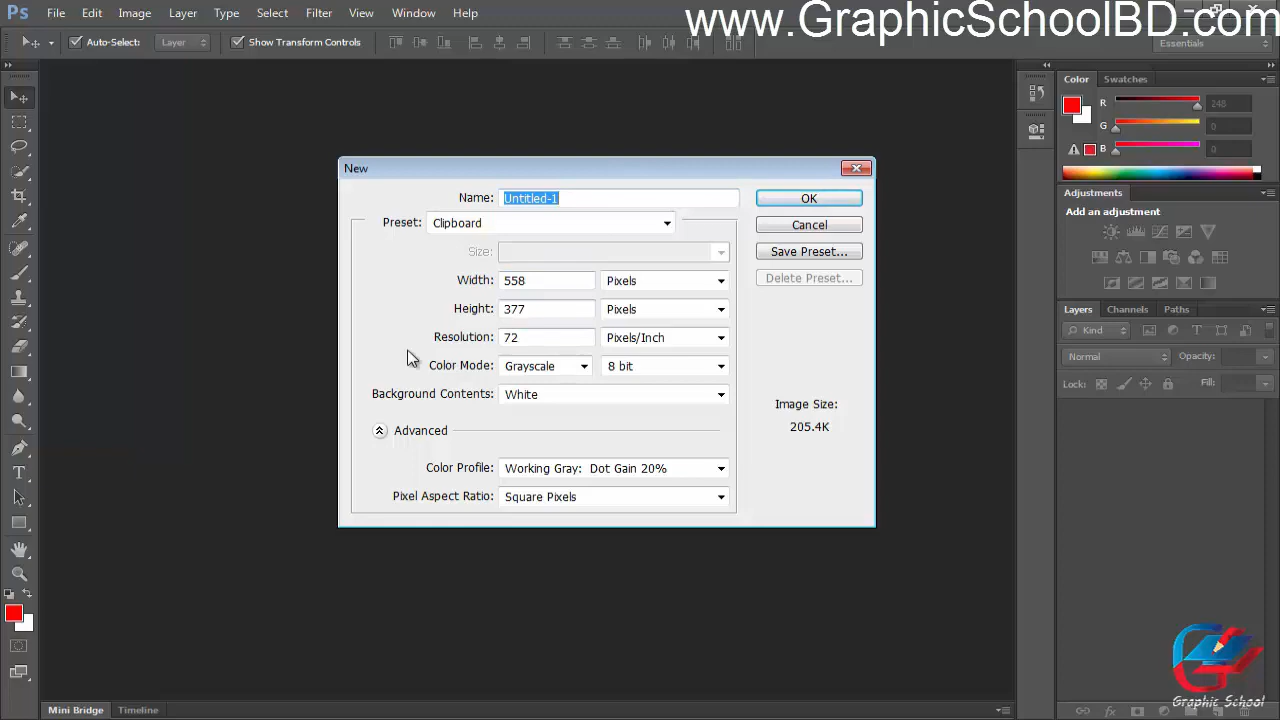 Ps File Edit Image Layer Type Select Filter View Window Help
www.GraphicSchoolBD.com
Auto-Select: Layer Show Transform Controls
Essentials
Color Swatches
R 248
G 0
B 0
Adjustments
Add an adjustment
Layers Channels Paths
Kind
Normal Opacity:
Lock: Fill:
New
Name: Untitled-1 OK
Preset: Clipboard Cancel
Size: Save Preset...
Width: 558 Pixels Delete Preset...
Height: 377 Pixels
Resolution: 72 Pixels/Inch
Color Mode: Grayscale 8 bit
Background Contents: White
Image Size:
205.4K
Advanced
Color Profile: Working Gray: Dot Gain 20%
Pixel Aspect Ratio: Square Pixels
Graphic School
Mini Bridge Timeline